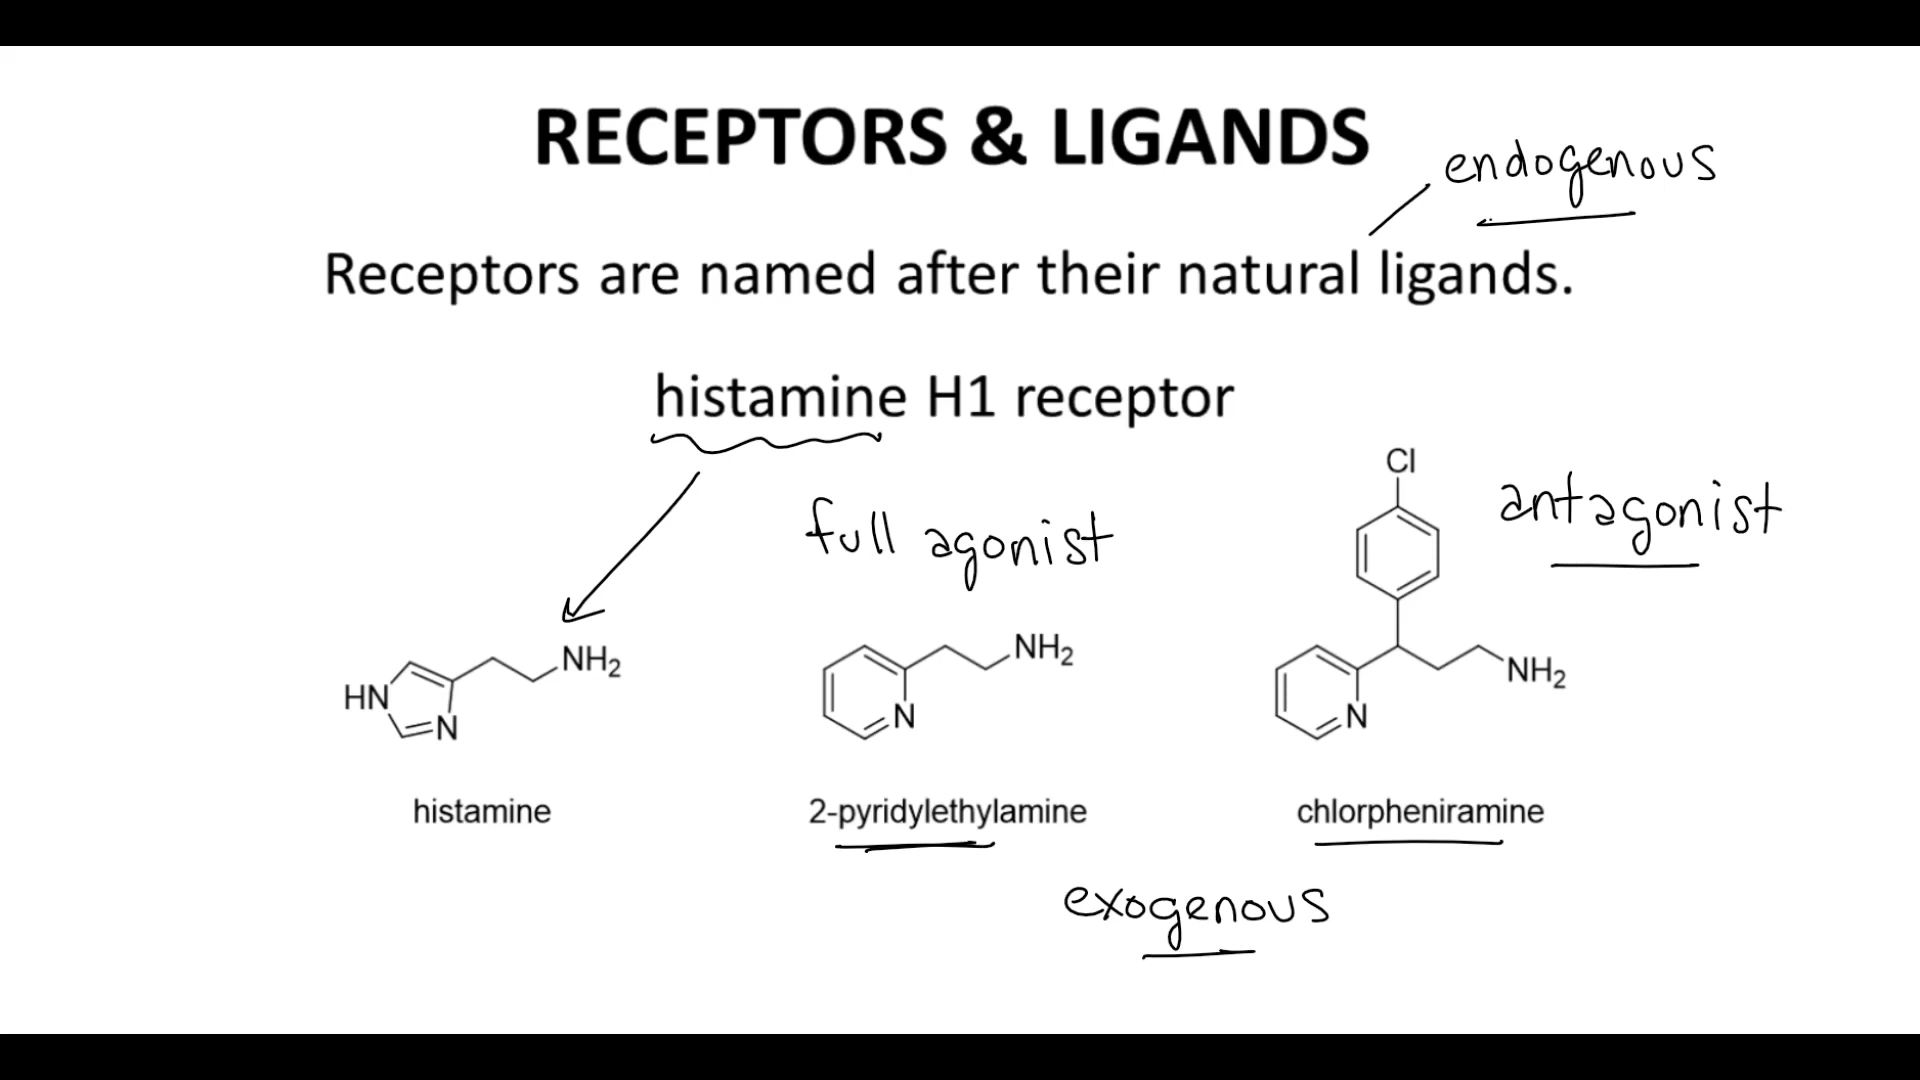 RECEPTORS & LIGANDS
endogenous
Receptors are named after their natural ligands.
histamine H1 receptor
full agonist
antagonist
Cl
HN
N
NH2
N
NH2
N
NH2
histamine
2-pyridylethylamine
chlorpheniramine
exogenous